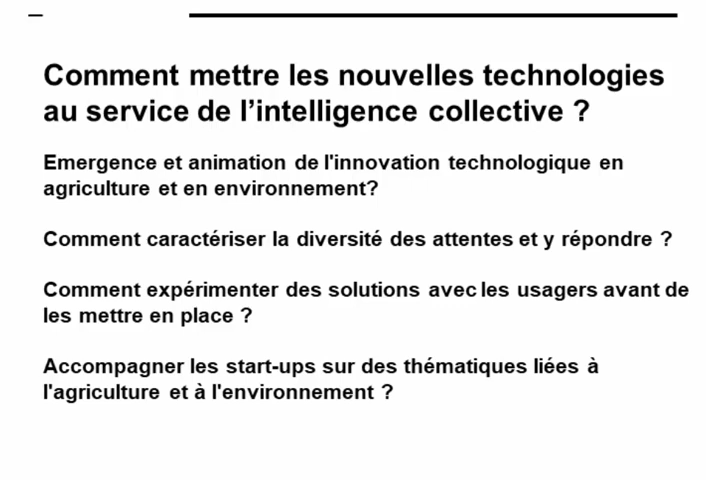 Comment mettre les nouvelles technologies
au service de l’intelligence collective ?
Emergence et animation de l'innovation technologique en
agriculture et en environnement?
Comment caractériser la diversité des attentes et y répondre ?
Comment expérimenter des solutions avec les usagers avant de
les mettre en place ?
Accompagner les start-ups sur des thématiques liées à
l'agriculture et à l'environnement ?